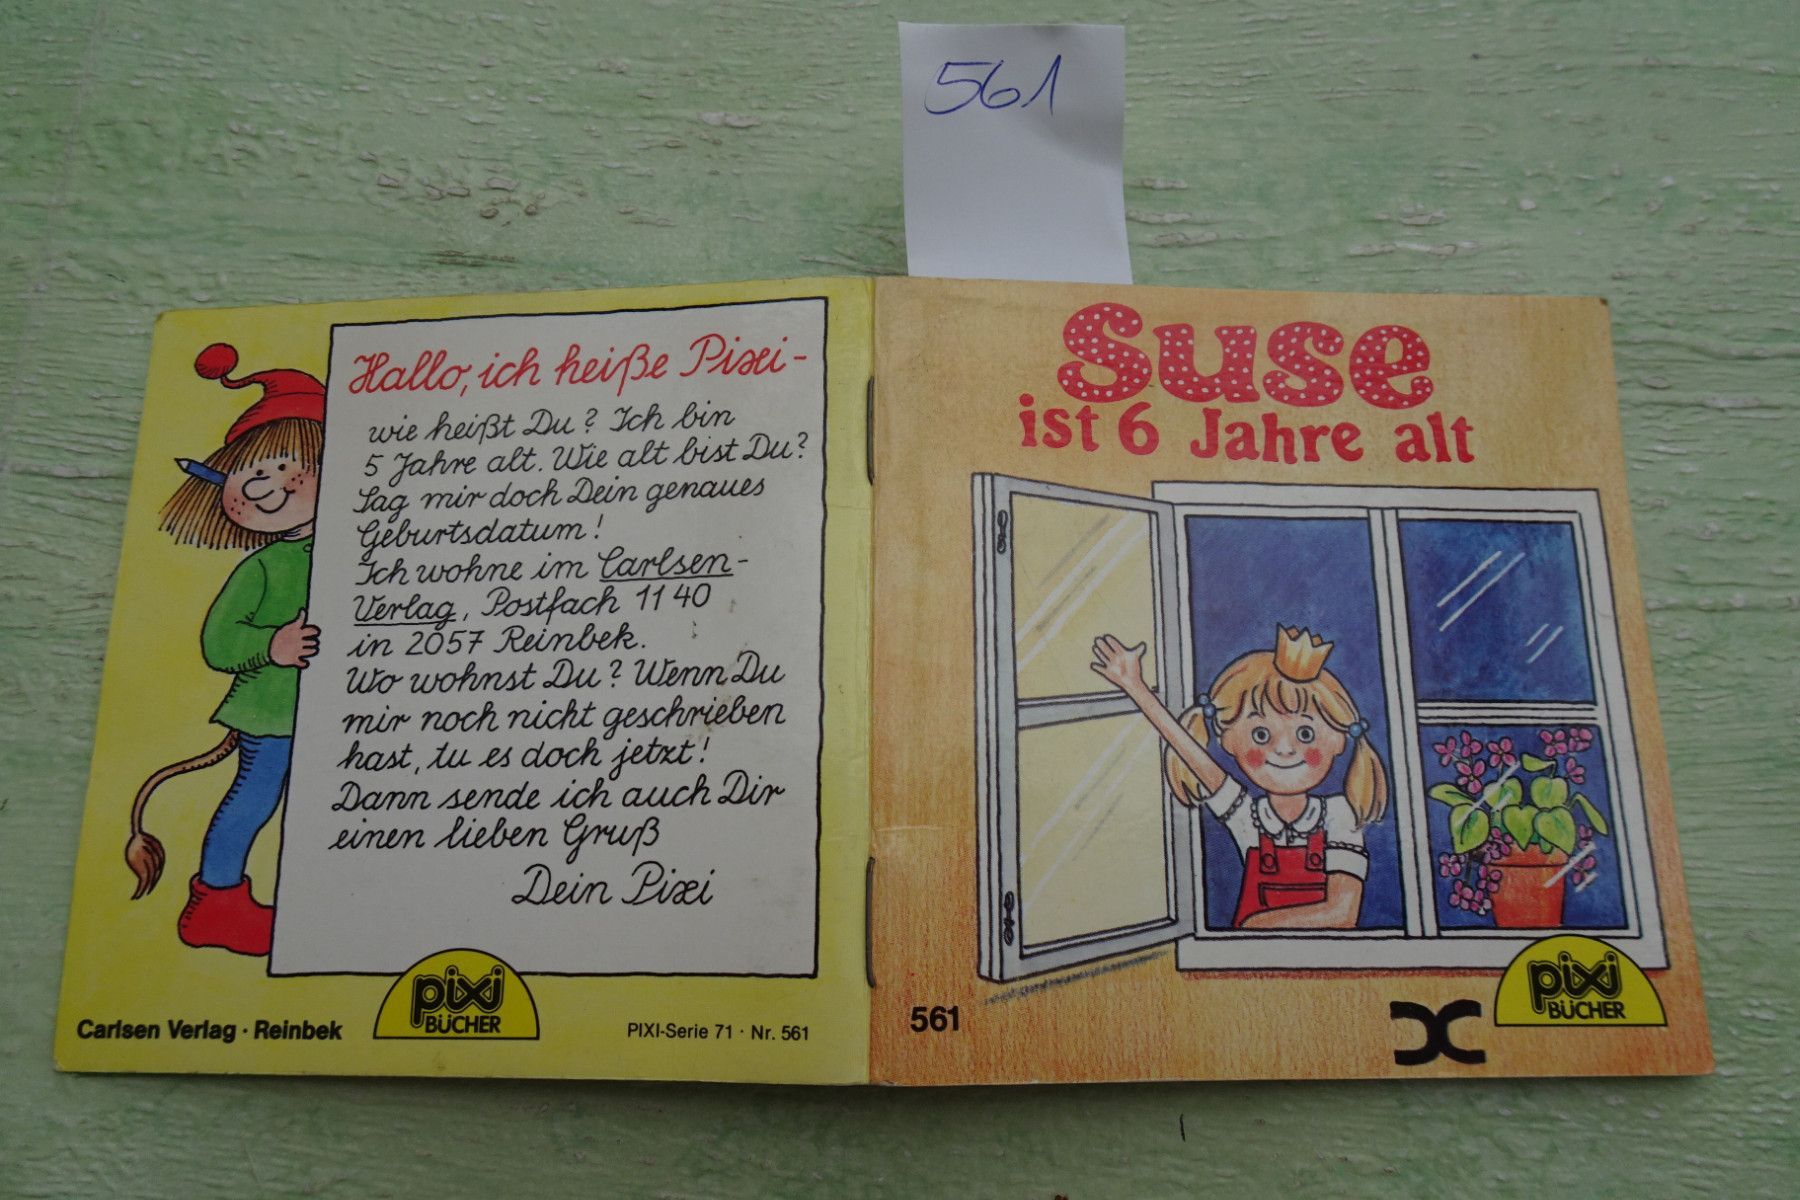 561
Hallo, ich heiße Pixi-
wie heißt Du? Ich bin
5 Jahre alt. Wie alt bist Du?
Sag mir doch Dein genaues
Geburtsdatum!
Ich wohne im Carlsen-
Verlag, Postfach 11 40
in 2057 Reinbek.
Wo wohnst Du? Wenn Du
mir noch nicht geschrieben
hast, tu es doch jetzt!
Dann sende ich auch Dir
einen lieben Gruß
Dein Pixi
pixi
BÜCHER
Carlsen Verlag · Reinbek
PIXI-Serie 71 · Nr. 561
Suse
ist 6 Jahre alt
561
pixi
BÜCHER